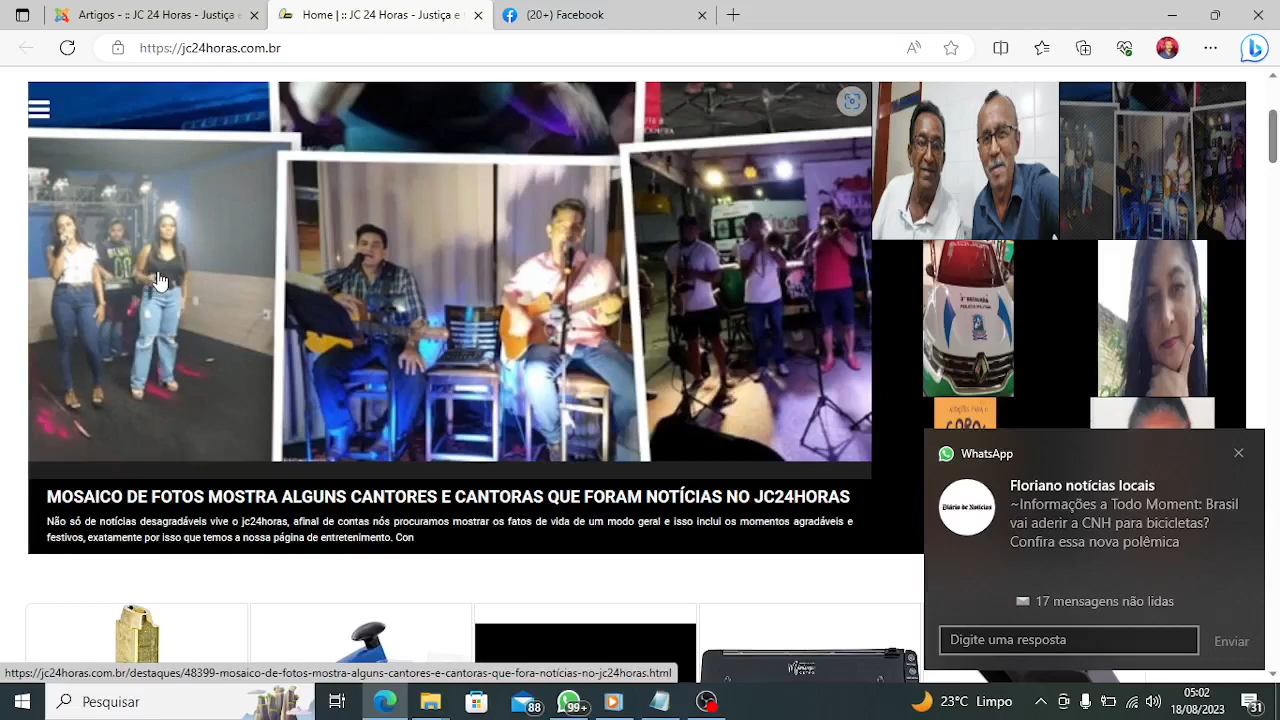 Artigos - :: JC 24 Horas - Justiça e
Home | :: JC 24 Horas - Justiça e
(20+) Facebook
https://jc24horas.com.br
MOSAICO DE FOTOS MOSTRA ALGUNS CANTORES E CANTORAS QUE FORAM NOTÍCIAS NO JC24HORAS
Não só de notícias desagradáveis vive o jc24horas, afinal de contas nós procuramos mostrar os fatos de vida de um modo geral e isso inclui os momentos agradáveis e
festivos, exatamente por isso que temos a nossa página de entretenimento. Con
WhatsApp
Floriano notícias locais
~Informações a Todo Moment: Brasil
vai aderir a CNH para bicicletas?
Confira essa nova polêmica
Diário de Notícias
17 mensagens não lidas
Digite uma resposta
Enviar
https://jc24horas.com.br/destaques/4859-9_mosaico-de-fotos-mostra-alguns-cantores-e-cantoras-que-fora-notícias-no-jc24horas.html
Pesquisar
88
99+
23°C Limpo
05:02
18/08/2023
31